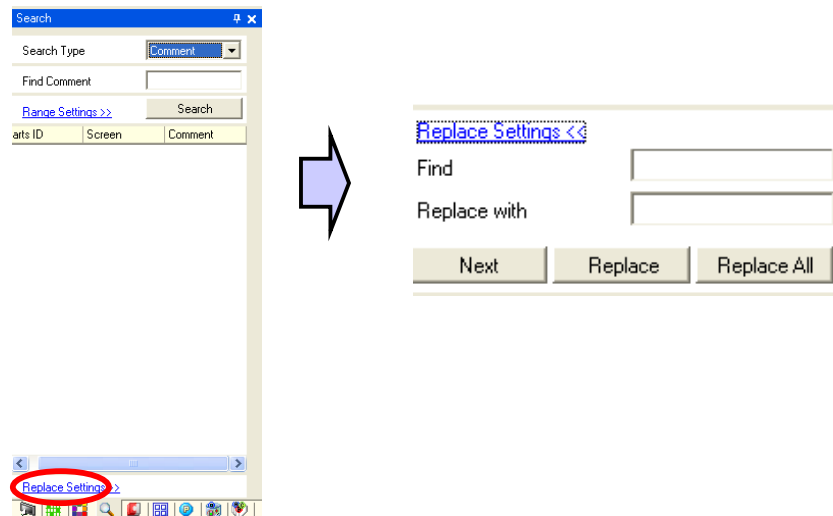 Search
Search Type Comment
Find Comment
Range Settings >> Search
arts ID Screen Comment
Replace Settings >>
Replace Settings <<
Find
Replace with
Next Replace Replace All